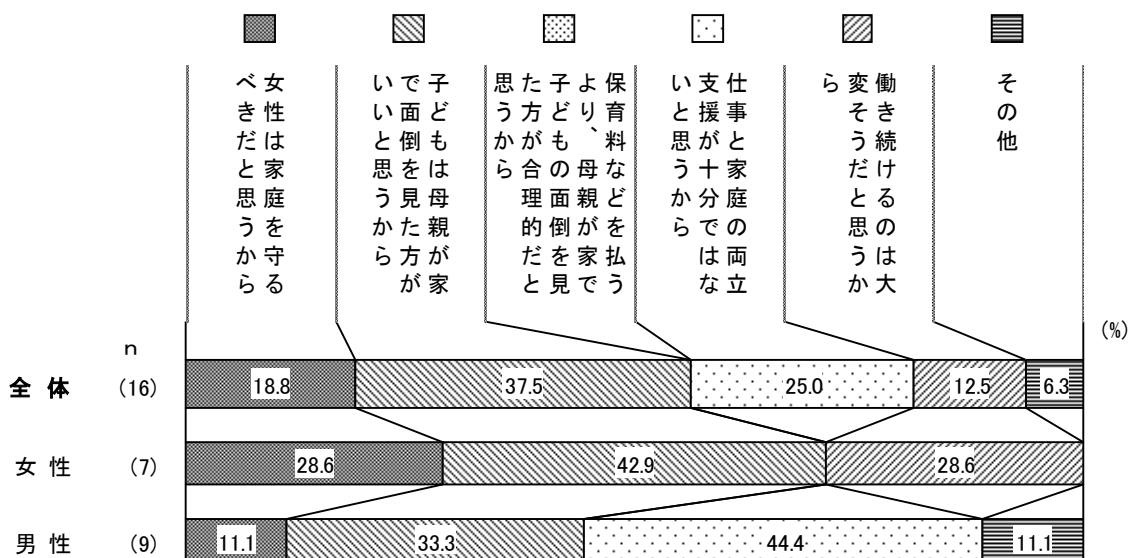 女性は家庭を守る
べきだと思うから
子どもは母親が家
で面倒を見た方が
いいと思うから
保育料などを払う
より、母親が家で
子どもの面倒を見
た方が合理的だと
思うから
仕事と家庭の両立
支援が十分ではな
いと思うから
働き続けるのは大
変そうだと思うか
ら
その他
(%)
n
全体 (16) 18.8 37.5 25.0 12.5 6.3
女性 (7) 28.6 42.9 28.6
男性 (9) 11.1 33.3 44.4 11.1